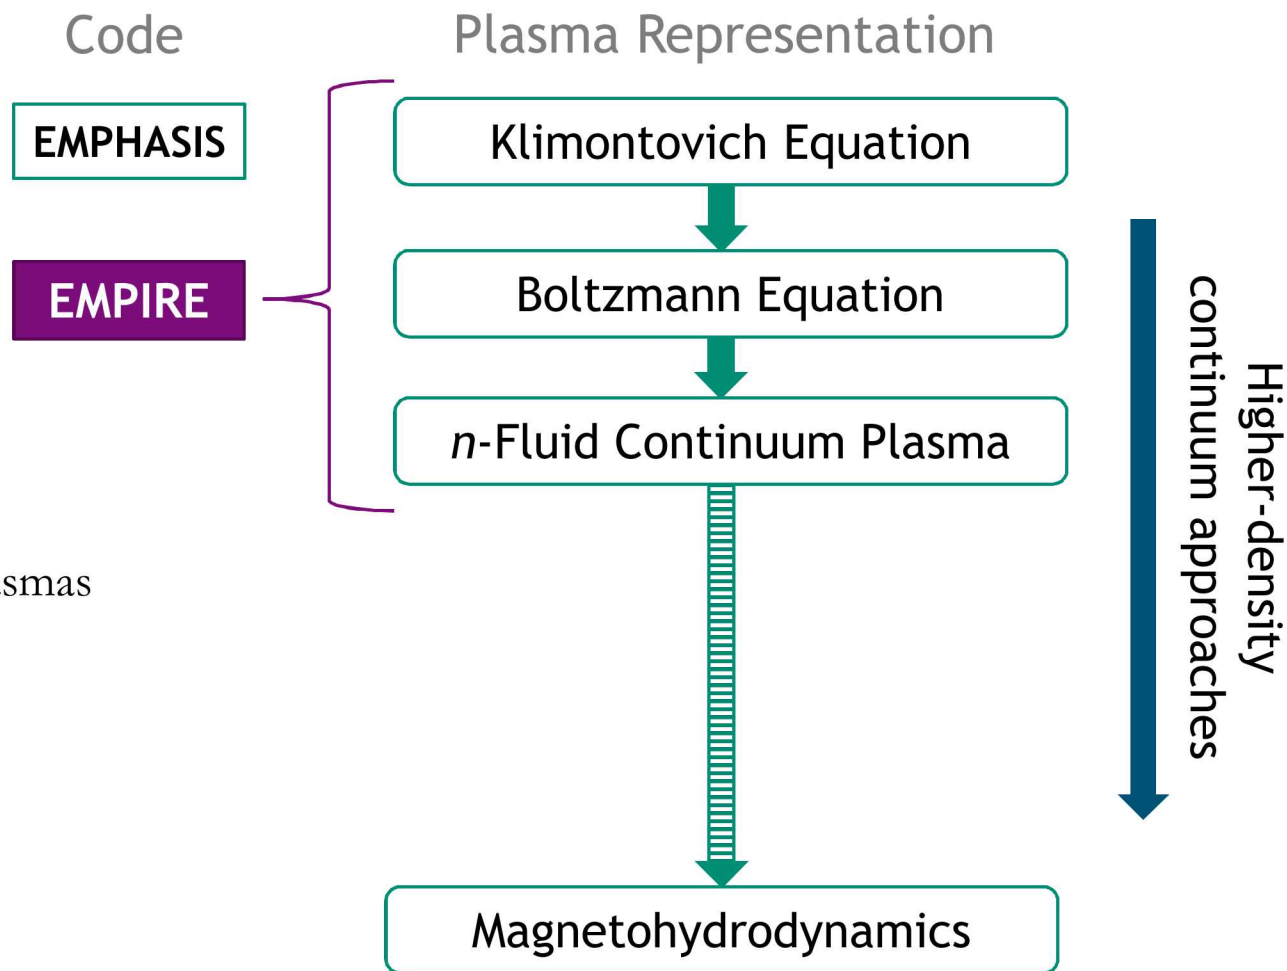 Code
Plasma Representation
EMPHASIS
Klimontovich Equation
EMPIRE
Boltzmann Equation
n-Fluid Continuum Plasma
Higher-density
continuum approaches
Magnetohydrodynamics